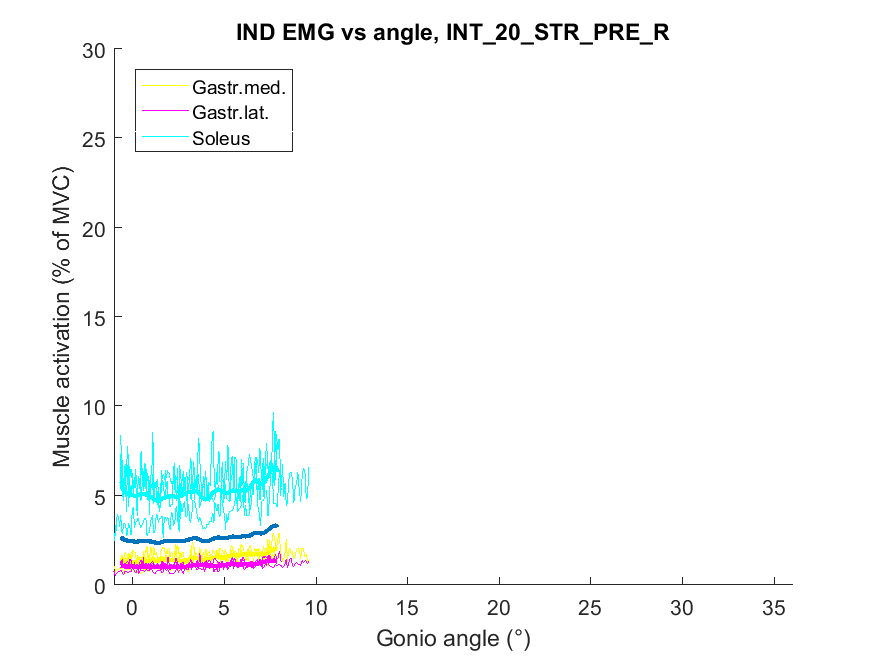 IND EMG vs angle, INT_20_STR_PRE_R
30
25
20
15
10
5
0
Muscle activation (% of MVC)
Gastr.med.
Gastr.lat.
Soleus
0 5 10 15 20 25 30 35
Gonio angle (°)